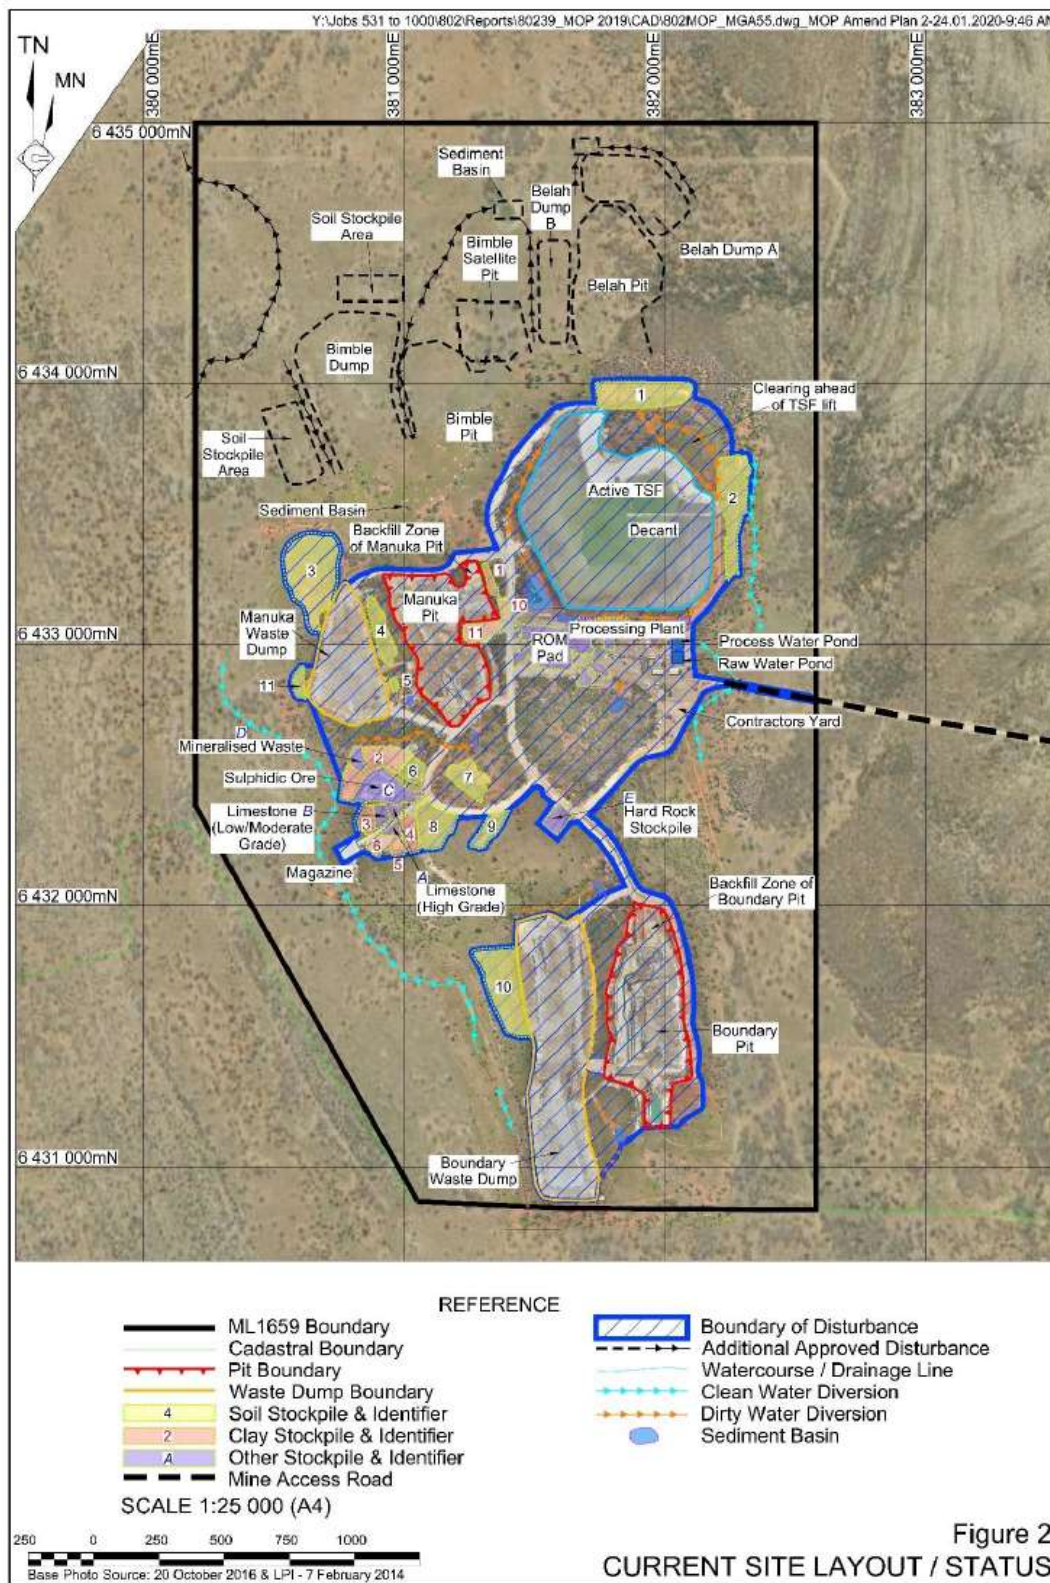 Y:\Jobs 531 to 1000\802\Reports\80239_MOP 2019\CAD\802MOP_MGA55.dwg_MOP Amend Plan 2-24.01.2020-9:46 AM
TN
MN
380 000mE
381 000mE
382 000mE
383 000mE
6 435 000mN
Sediment
Basin
Belah
Dump
B
Soil Stockpile
Area
Bimble
Satellite
Pit
Belah Dump A
Belah Pit
Bimble
Dump
6 434 000mN
1
Clearing ahead
of TSF lift
Bimble
Pit
Soil
Stockpile
Area
Active TSF
2
Sediment Basin
Decant
Backfill Zone
of Manuka Pit
3
1
10
Manuka
Pit
Manuka
Waste
Dump
4
11
ROM
Pad
Processing Plant
6 433 000mN
Process Water Pond
Raw Water Pond
11
5
Contractors Yard
D
Mineralised Waste
2
6
7
Sulphidic Ore
C
E
Hard Rock
Stockpile
Limestone B
(Low/Moderate
Grade)
3
4
8
9
6
5
Magazine
A
Limestone
(High Grade)
Backfill Zone of
Boundary Pit
6 432 000mN
10
Boundary
Pit
6 431 000mN
Boundary
Waste Dump
REFERENCE
ML1659 Boundary
Cadastral Boundary
Pit Boundary
Waste Dump Boundary
4
Soil Stockpile & Identifier
2
Clay Stockpile & Identifier
A
Other Stockpile & Identifier
Mine Access Road
Boundary of Disturbance
Additional Approved Disturbance
Watercourse / Drainage Line
Clean Water Diversion
Dirty Water Diversion
Sediment Basin
SCALE 1:25 000 (A4)
250 0 250 500 750 1000
Base Photo Source: 20 October 2016 & LPI - 7 February 2014
Figure 2
CURRENT SITE LAYOUT / STATUS